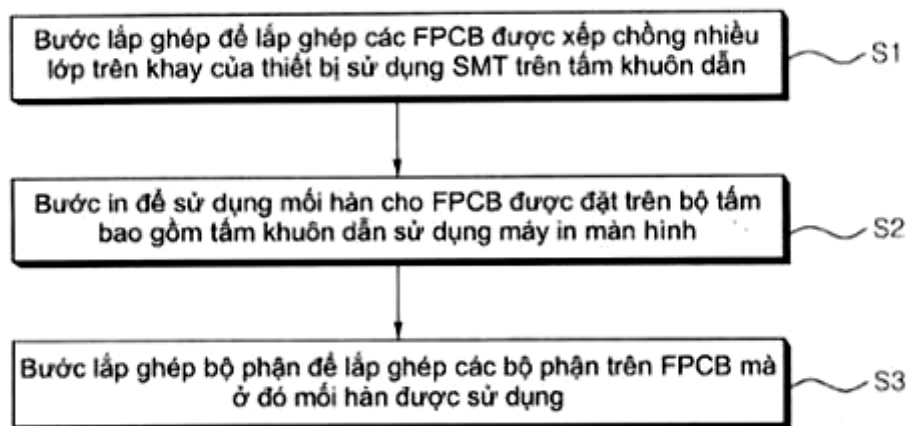 Bước lắp ghép để lắp ghép các FPCB được xếp chồng nhiều
lớp trên khay của thiết bị sử dụng SMT trên tấm khuôn dẫn
S1
Bước in để sử dụng mối hàn cho FPCB được đặt trên bộ tấm
bao gồm tấm khuôn dẫn sử dụng máy in màn hình
S2
Bước lắp ghép bộ phận để lắp ghép các bộ phận trên FPCB mà
ở đó mối hàn được sử dụng
S3